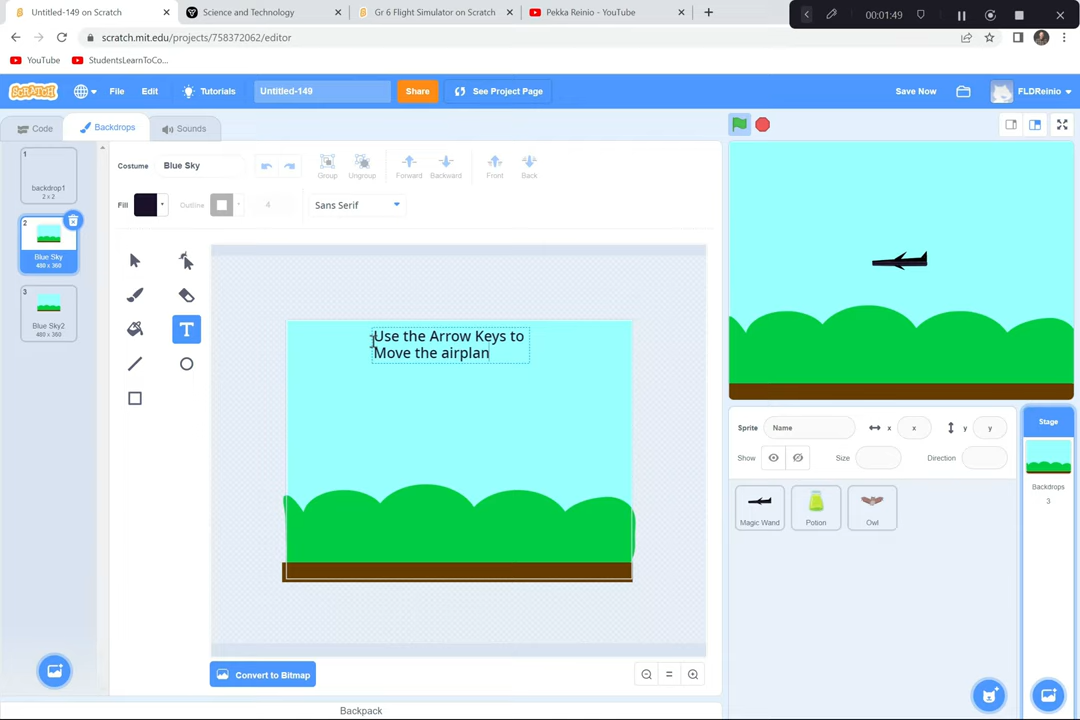 Untitled-149 on Scratch
Science and Technology
Gr 6 Flight Simulator on Scratch
Pekka Reinio - YouTube
00:01:49
scratch.mit.edu/projects/758372062/editor
YouTube
StudentsLearnToCo...
SCRATCH
File
Edit
Tutorials
Untitled-149
Share
See Project Page
Save Now
FLDReinio
Code
Backdrops
Sounds
1
backdrop1
2 x 2
2
Blue Sky
480 x 360
3
Blue Sky2
480 x 360
Costume
Blue Sky
Group
Ungroup
Forward
Backward
Front
Back
Fill
Outline
4
Sans Serif
T
Use the Arrow Keys to
Move the airplan
Convert to Bitmap
Backpack
Sprite
Name
x
x
y
y
Show
Size
Direction
Magic Wand
Potion
Owl
Stage
Backdrops
3